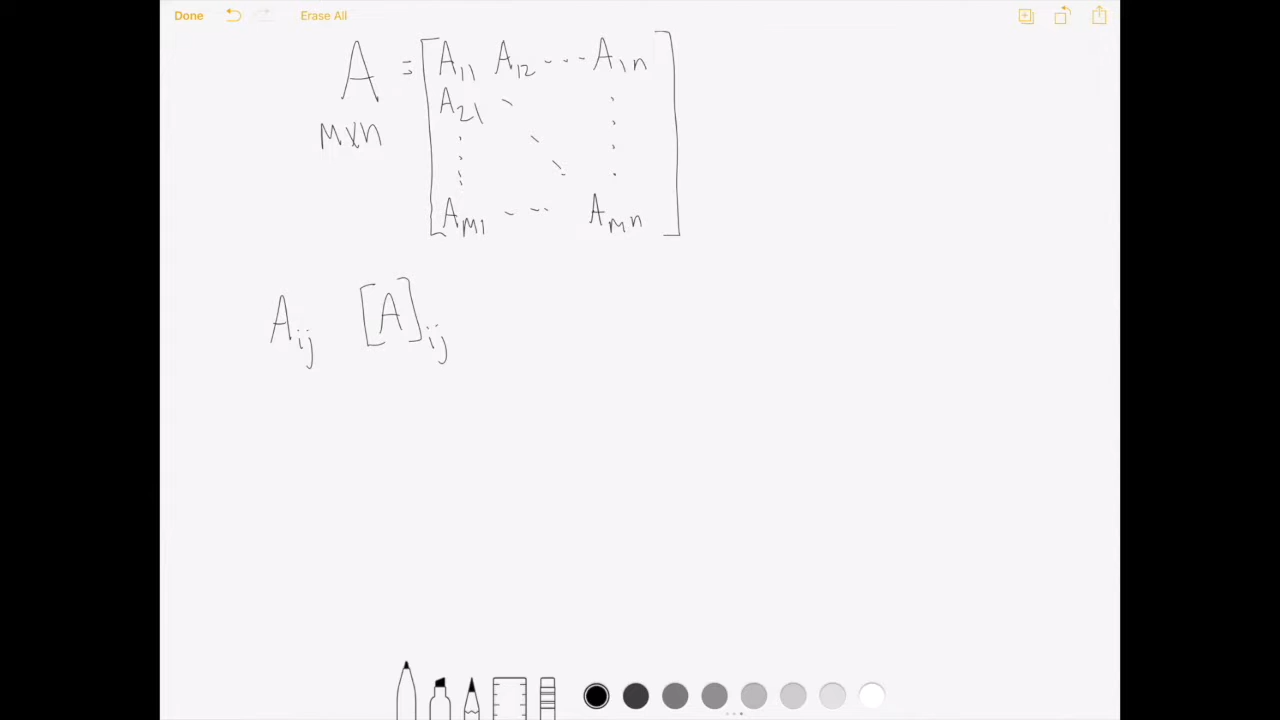 Done Erase All
A = [ A11 A12 ... A1n
A21
m×n
Am1 ... Amn ]
Aij [A]ij